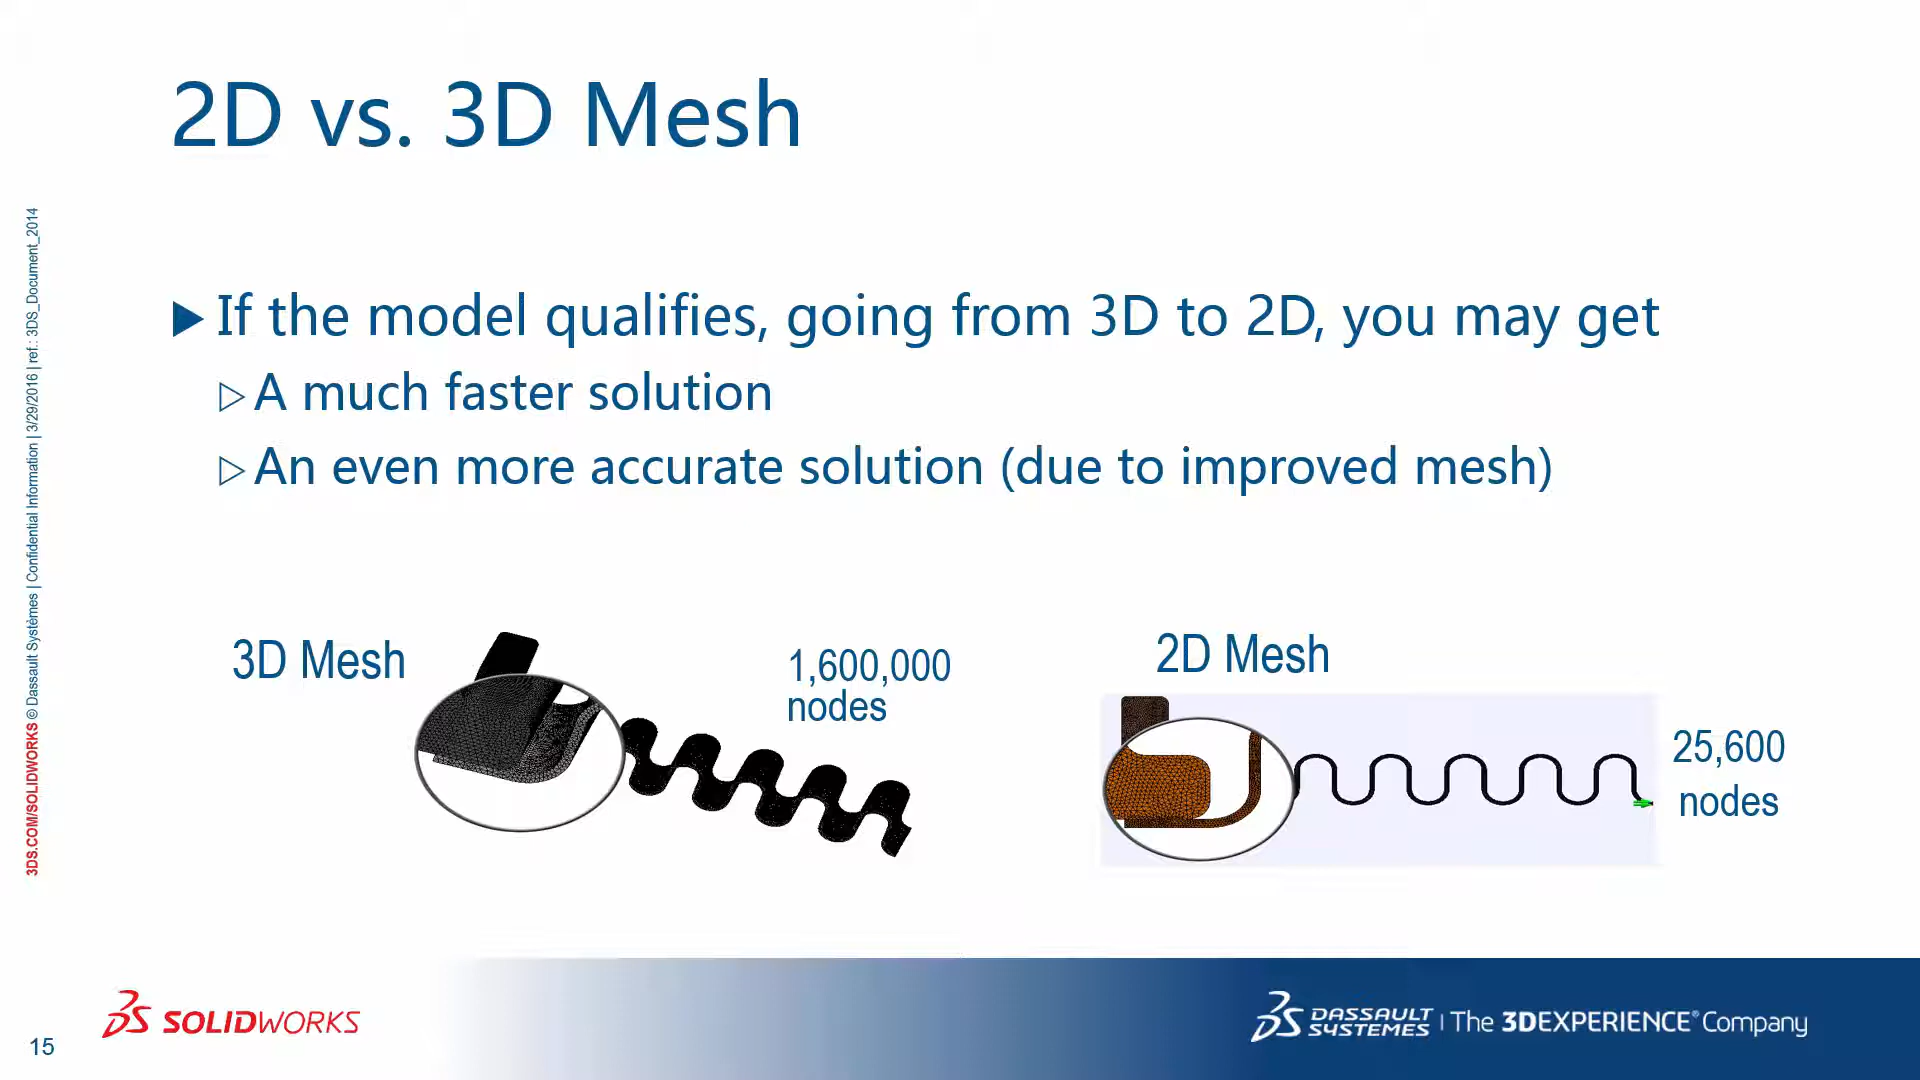 2D vs. 3D Mesh
If the model qualifies, going from 3D to 2D, you may get
A much faster solution
An even more accurate solution (due to improved mesh)
3D Mesh
1,600,000
nodes
2D Mesh
25,600
nodes
3DS.COM/SOLIDWORKS © Dassault Systèmes | Confidential Information | 3/29/2016 | ref.: 3DS_Document_2014
15
SOLIDWORKS
DASSAULT
SYSTEMES
The 3DEXPERIENCE® Company